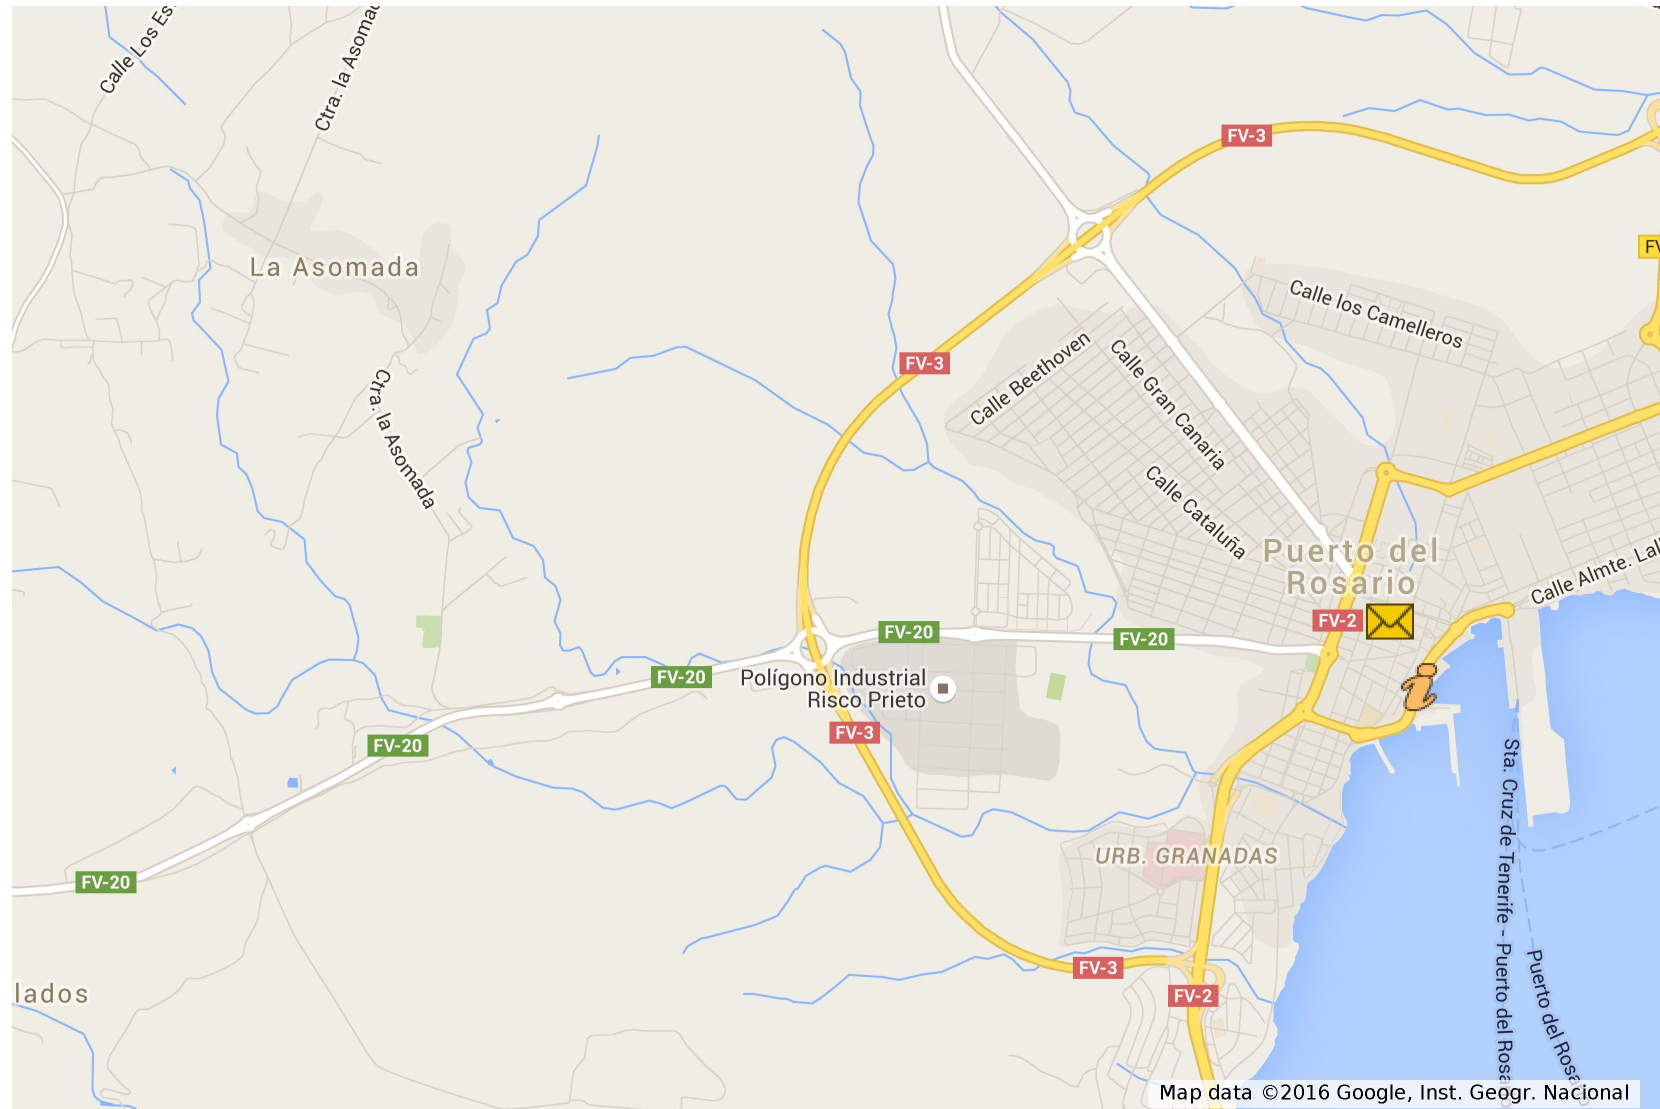 Calle Los Es
Ctra. la Asomad
FV-3
FV
La Asomada
Calle los Camelleros
FV-3
Calle Beethoven
Calle Gran Canaria
Ctra. la Asomada
Calle Cataluña
Puerto del
Rosario
Calle Almte. Lall
FV-2
FV-20
FV-20
FV-20
Polígono Industrial
Risco Prieto
FV-3
FV-20
Sta. Cruz de Tenerife - Puerto del Rosa
URB. GRANADAS
FV-20
FV-3
FV-2
lados
Puerto del Rosa
Map data ©2016 Google, Inst. Geogr. Nacional